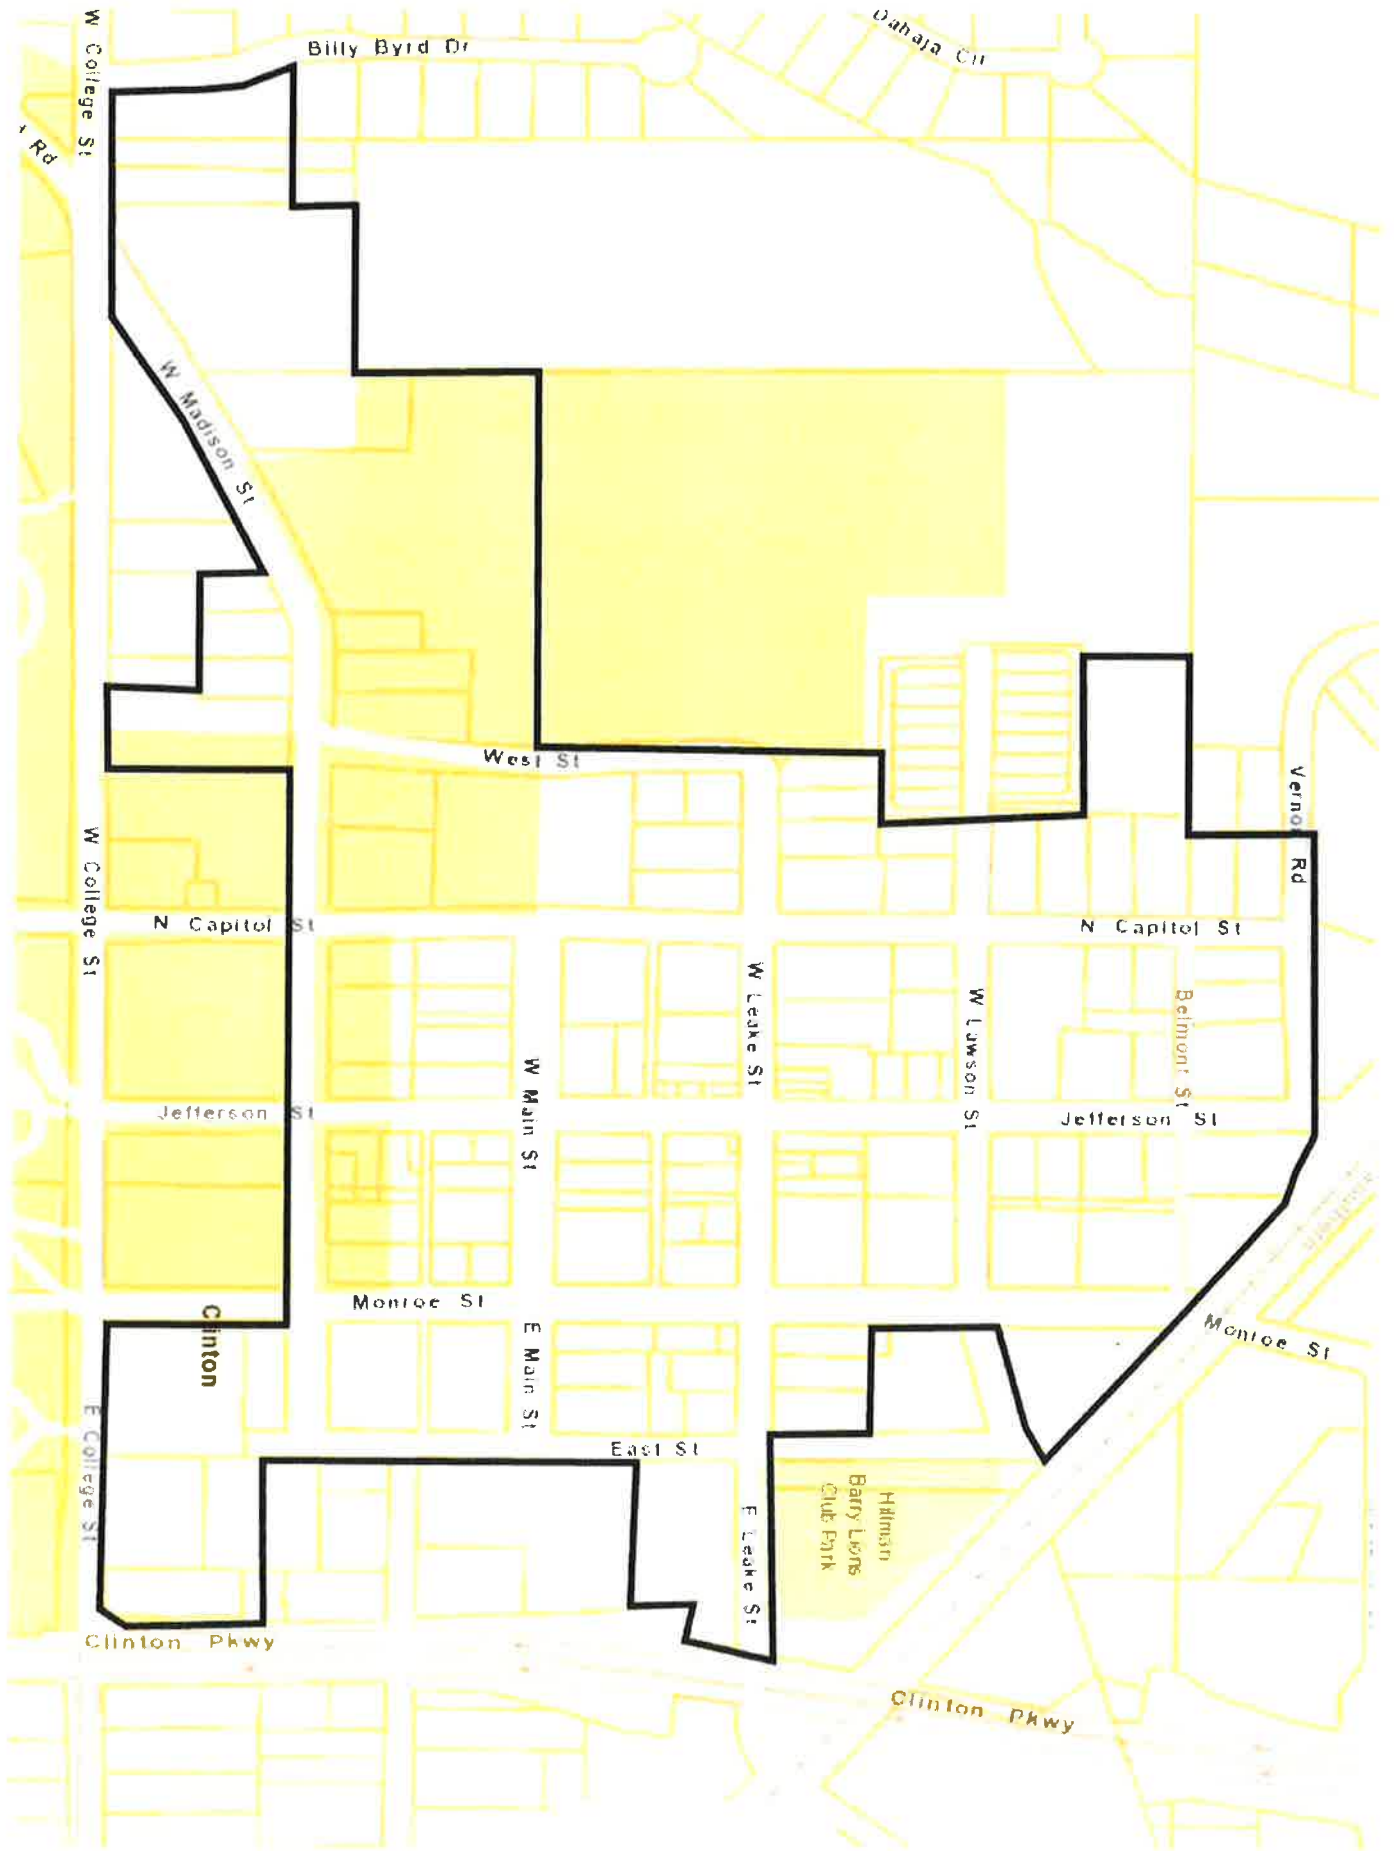 W College St
Billy Byrd Dr
Dahaja Cir
Rd
W Madison St
West St
Vernon Rd
W College St
N Capitol St
N Capitol St
W Leake St
W Lawson St
Belmont St
W Main St
Jefferson St
Jefferson St
Monroe St
Monroe St
Clinton
E Main St
E College St
East St
E Leake St
Hillman
Barry Lions
Club Park
Clinton Pkwy
Clinton Pkwy